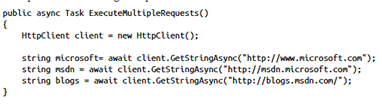 public async Task ExecuteMultipleRequests()
{
HttpClient client = new HttpClient();
string microsoft= await client.GetStringAsync("http://www.microsoft.com");
string msdn = await client.GetStringAsync("http://msdn.microsoft.com");
string blogs = await client.GetStringAsync("http://blogs.msdn.com/");
}